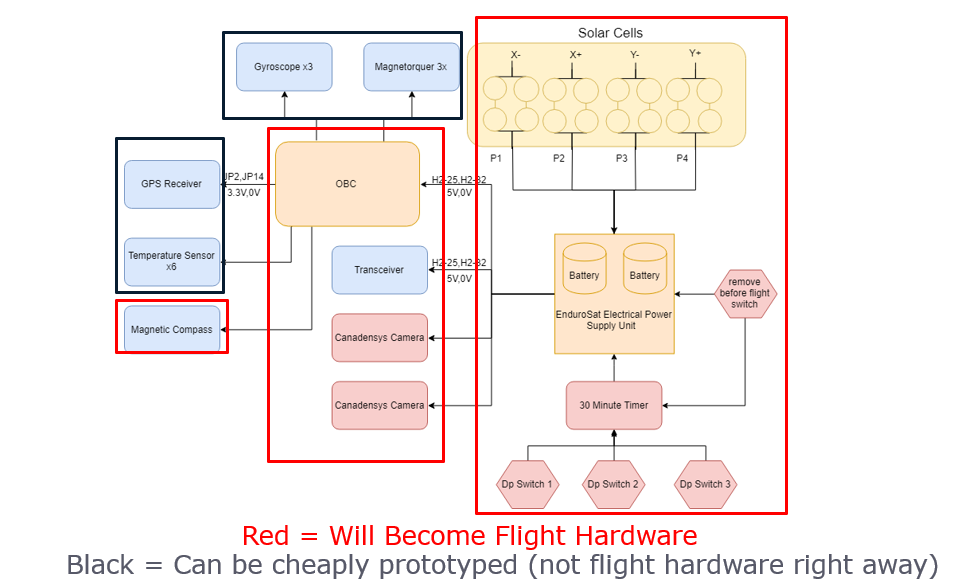 Solar Cells
X-
X+
Y-
Y+
Gyroscope x3
Magnetorquer 3x
P1
P2
P3
P4
GPS Receiver
JP2,JP14
3.3V,0V
OBC
H2-25,H2-32
5V,0V
Temperature Sensor
x6
Transceiver
H2-25,H2-32
5V,0V
Battery
Battery
remove
before flight
switch
EnduroSat Electrical Power
Supply Unit
Magnetic Compass
Canadensys Camera
Canadensys Camera
30 Minute Timer
Dp Switch 1
Dp Switch 2
Dp Switch 3
Red = Will Become Flight Hardware
Black = Can be cheaply prototyped (not flight hardware right away)